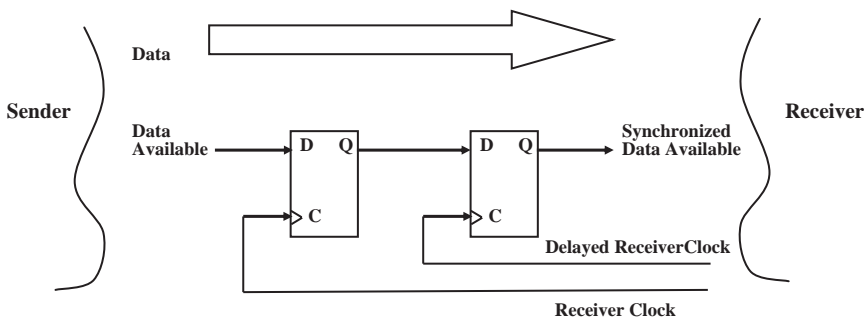 Data
Sender
Receiver
Data
Available
D Q
C
D Q
C
Synchronized
Data Available
Delayed ReceiverClock
Receiver Clock